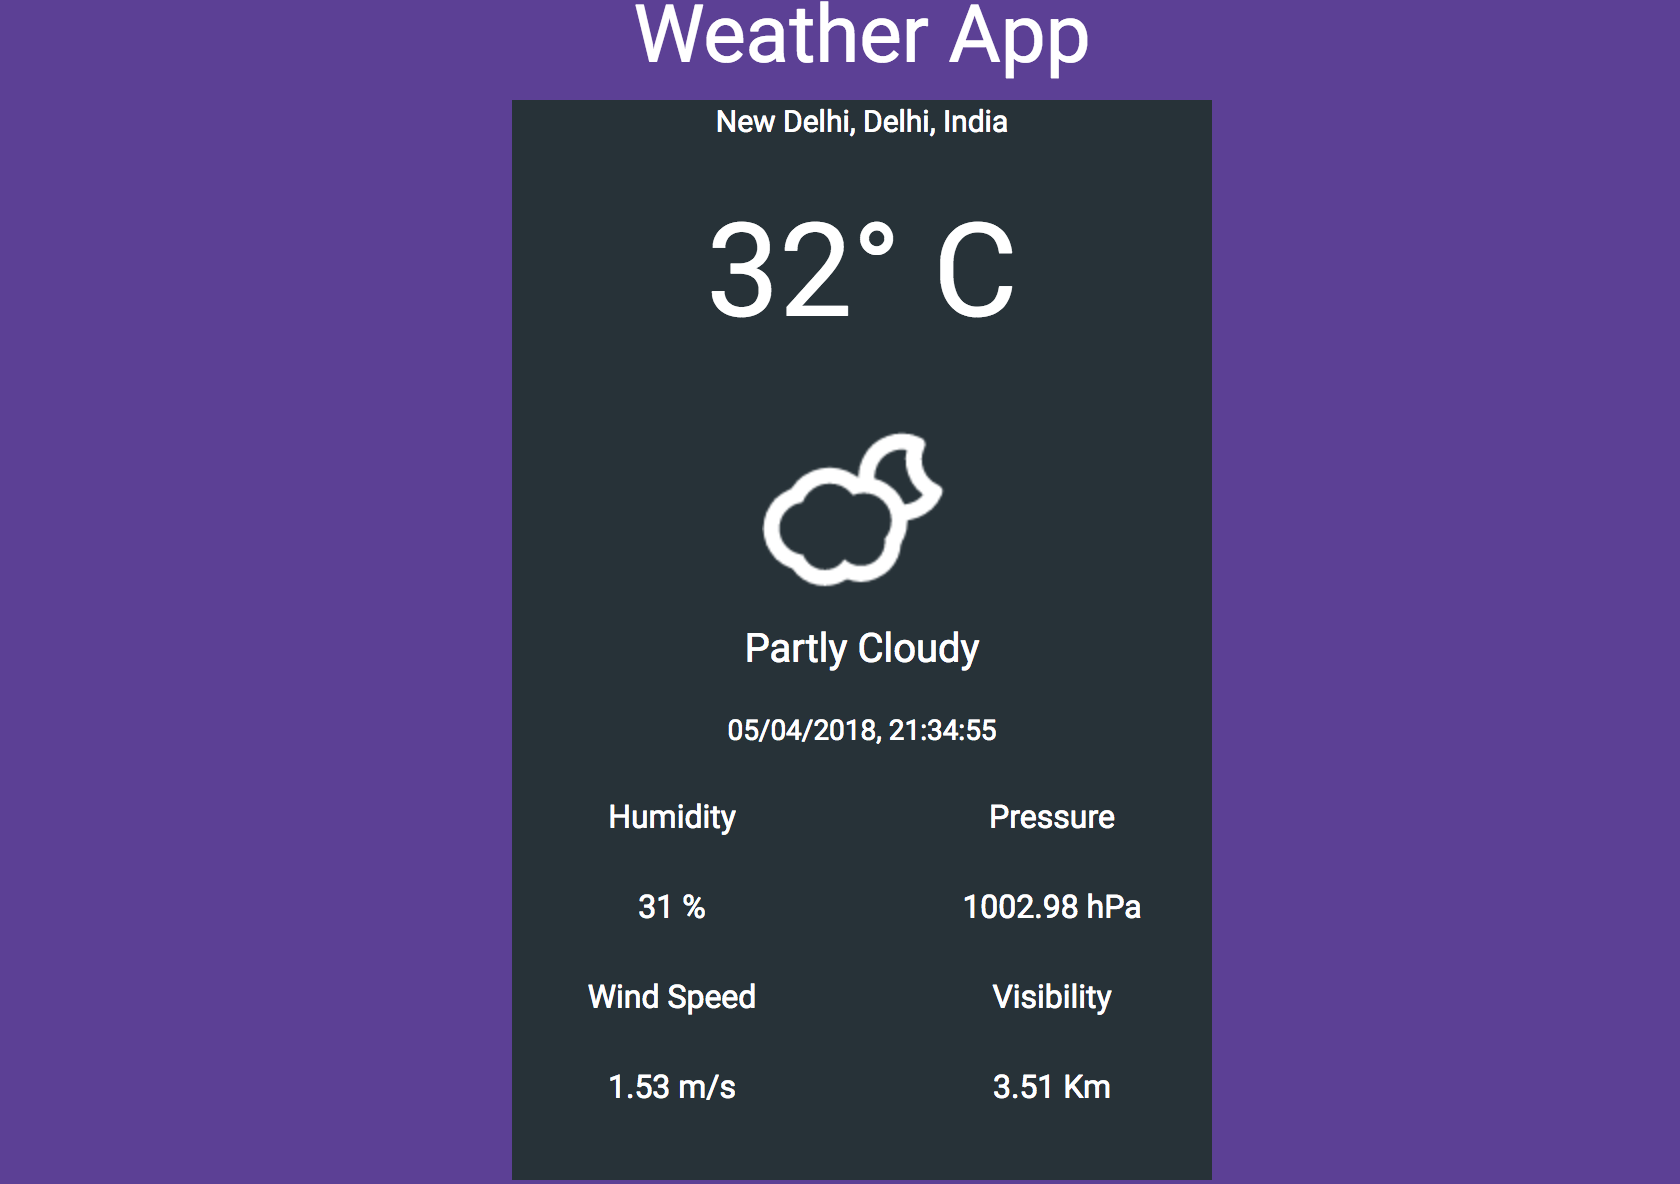 Weather App
New Delhi, Delhi, India
32° C
Partly Cloudy
05/04/2018, 21:34:55
Humidity
Pressure
31 %
1002.98 hPa
Wind Speed
Visibility
1.53 m/s
3.51 Km